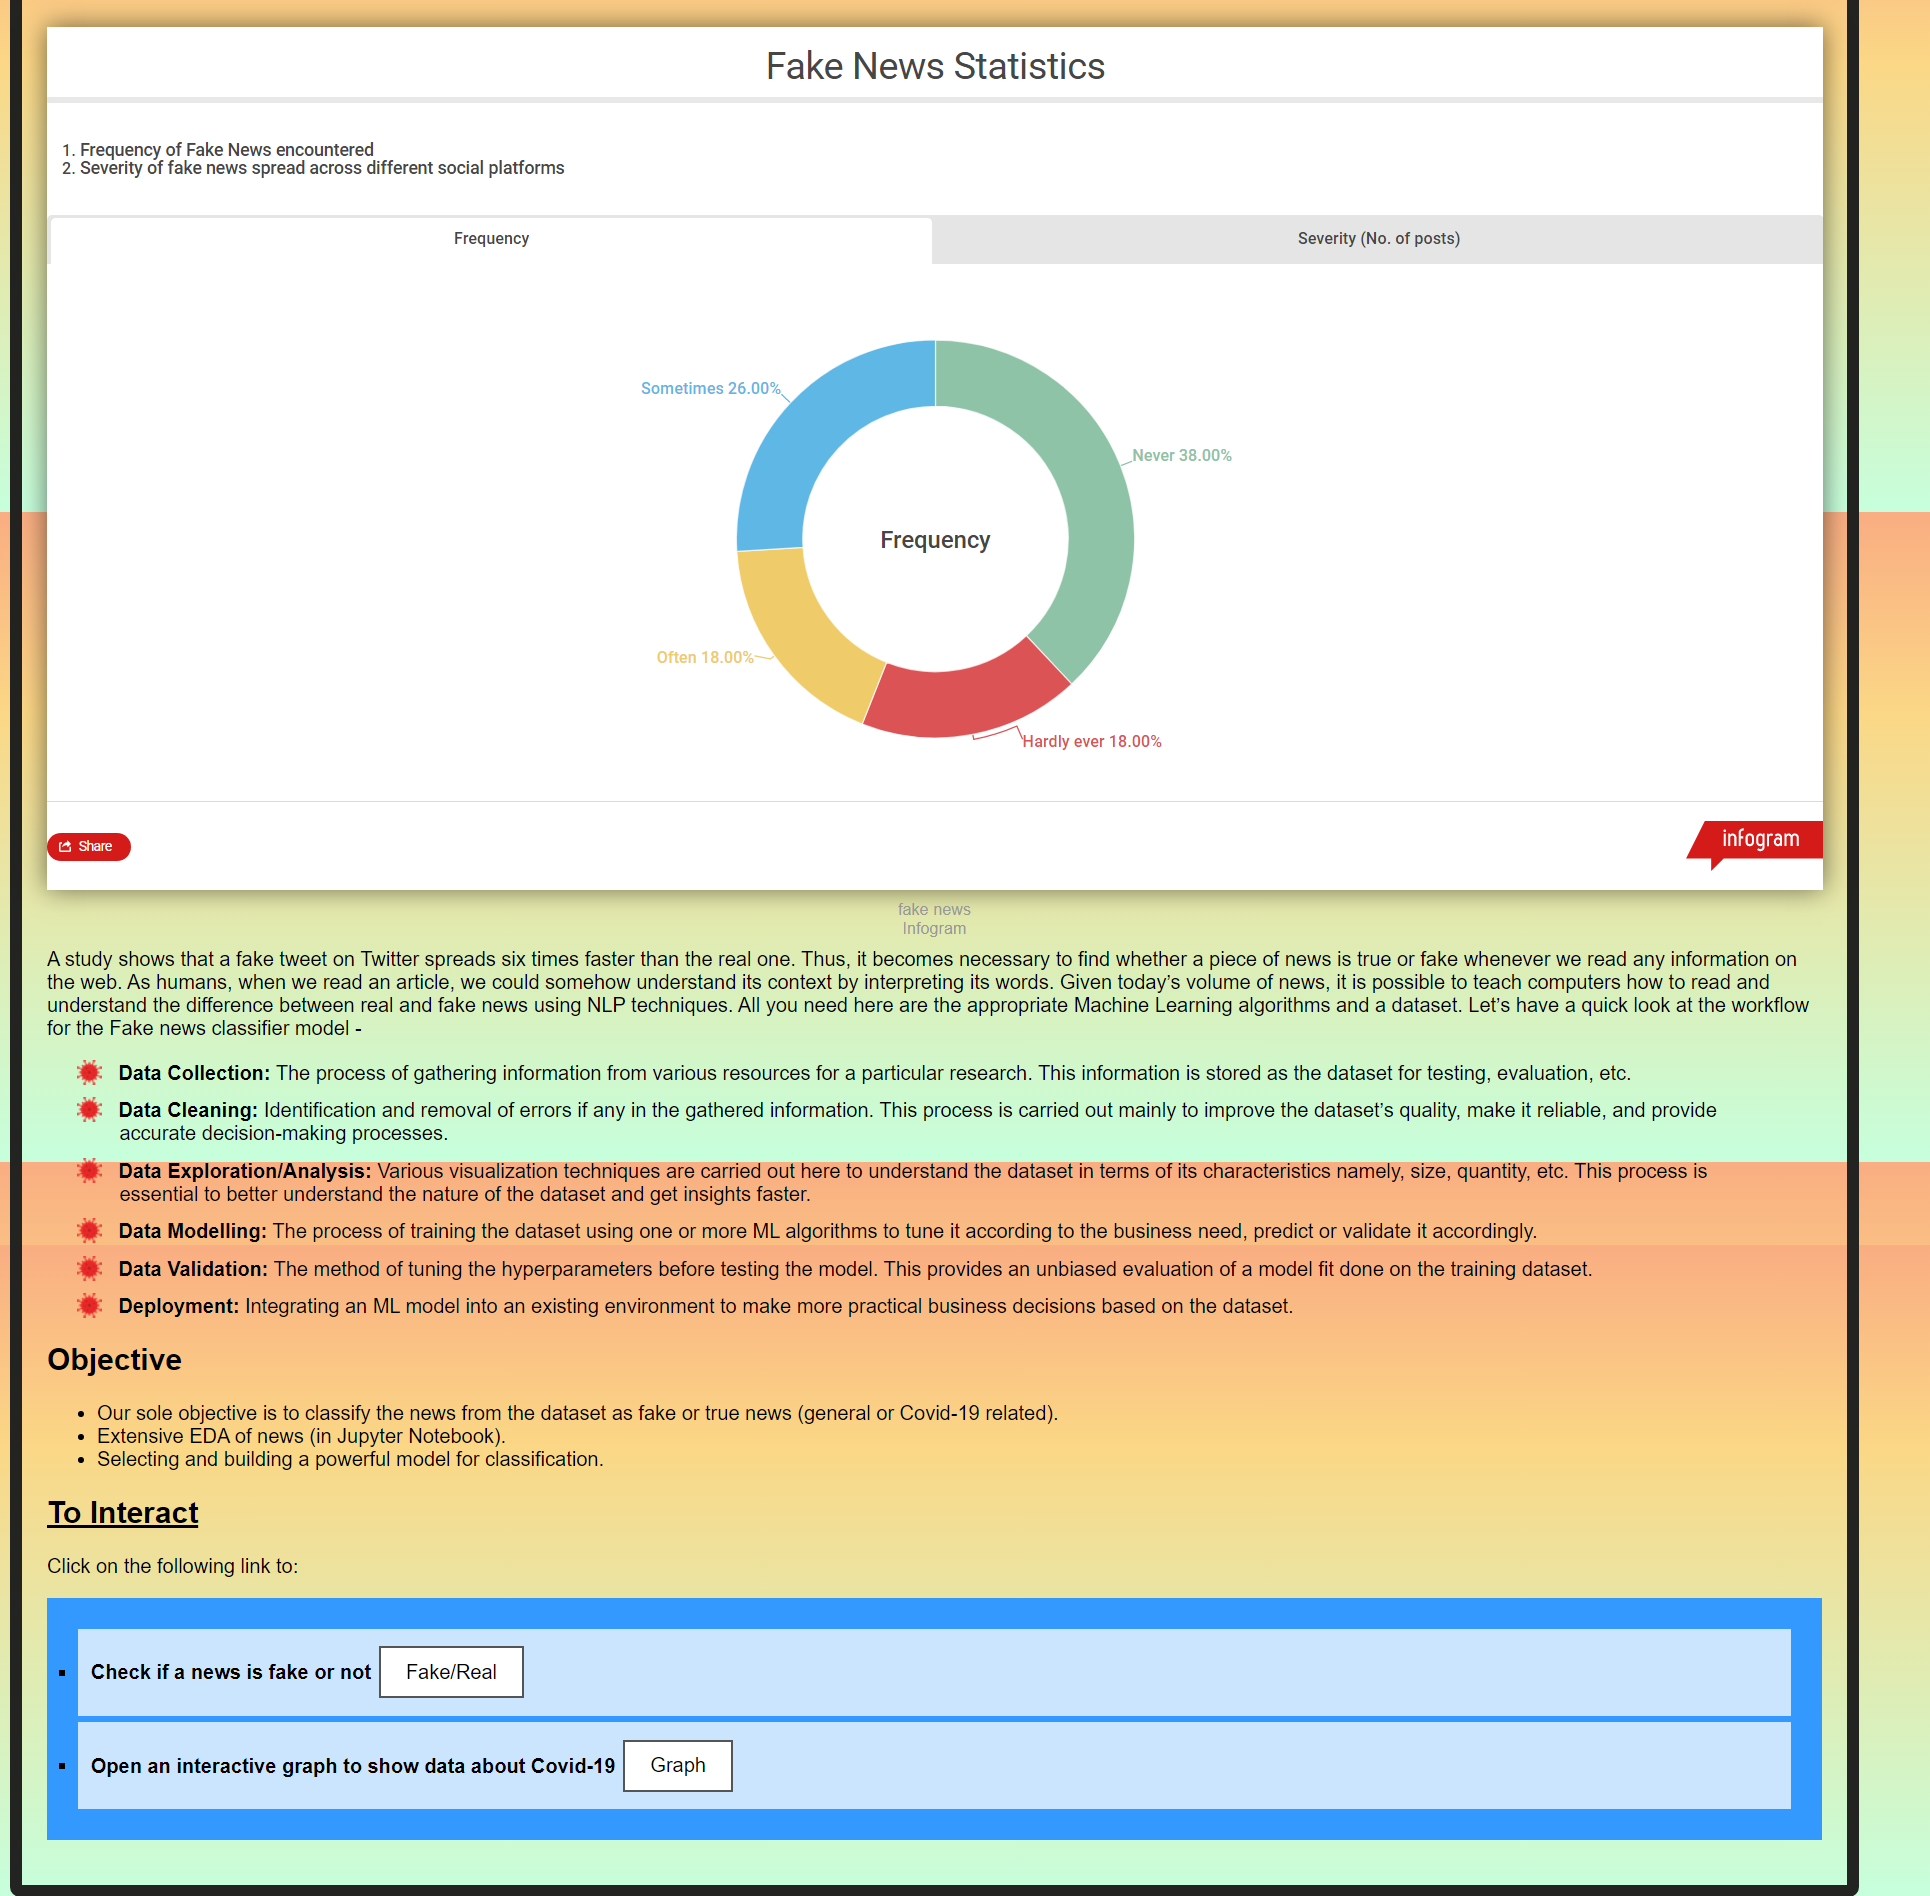 Fake News Statistics
1. Frequency of Fake News encountered
2. Severity of fake news spread across different social platforms
Frequency
Severity (No. of posts)
Sometimes 26.00%
Never 38.00%
Frequency
Often 18.00%
Hardly ever 18.00%
Share
infogram
fake news
Infogram
A study shows that a fake tweet on Twitter spreads six times faster than the real one. Thus, it becomes necessary to find whether a piece of news is true or fake whenever we read any information on
the web. As humans, when we read an article, we could somehow understand its context by interpreting its words. Given today’s volume of news, it is possible to teach computers how to read and
understand the difference between real and fake news using NLP techniques. All you need here are the appropriate Machine Learning algorithms and a dataset. Let’s have a quick look at the workflow
for the Fake news classifier model -
Data Collection: The process of gathering information from various resources for a particular research. This information is stored as the dataset for testing, evaluation, etc.
Data Cleaning: Identification and removal of errors if any in the gathered information. This process is carried out mainly to improve the dataset’s quality, make it reliable, and provide
accurate decision-making processes.
Data Exploration/Analysis: Various visualization techniques are carried out here to understand the dataset in terms of its characteristics namely, size, quantity, etc. This process is
essential to better understand the nature of the dataset and get insights faster.
Data Modelling: The process of training the dataset using one or more ML algorithms to tune it according to the business need, predict or validate it accordingly.
Data Validation: The method of tuning the hyperparameters before testing the model. This provides an unbiased evaluation of a model fit done on the training dataset.
Deployment: Integrating an ML model into an existing environment to make more practical business decisions based on the dataset.
Objective
• Our sole objective is to classify the news from the dataset as fake or true news (general or Covid-19 related).
• Extensive EDA of news (in Jupyter Notebook).
• Selecting and building a powerful model for classification.
To Interact
Click on the following link to:
▪ Check if a news is fake or not Fake/Real
▪ Open an interactive graph to show data about Covid-19 Graph